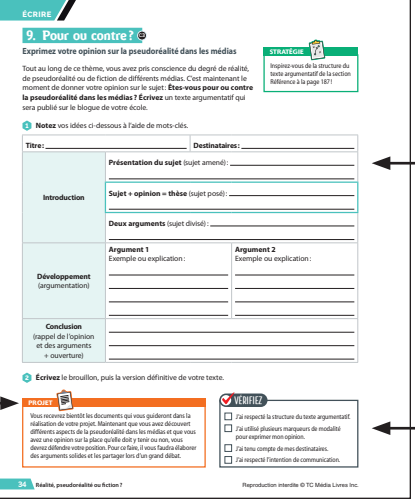 ÉCRIRE
9. Pour ou contre ?
Exprimez votre opinion sur la pseudoréalité dans les médias
Tout au long de ce thème, vous avez pris conscience du degré de réalité,
de pseudoréalité ou de fiction de différents médias. C'est maintenant le
moment de donner votre opinion sur le sujet : Êtes-vous pour ou contre
la pseudoréalité dans les médias ? Écrivez un texte argumentatif qui
sera publié sur le blogue de votre école.
STRATÉGIE
Inspirez-vous de la structure du
texte argumentatif de la section
Référence à la page 187 !
1 Notez vos idées ci-dessous à l'aide de mots-clés.
Titre : Destinataires :
Introduction
Présentation du sujet (sujet amené) :
Sujet + opinion = thèse (sujet posé) :
Deux arguments (sujet divisé) :
Développement
(argumentation)
Argument 1
Exemple ou explication :
Argument 2
Exemple ou explication :
Conclusion
(rappel de l'opinion
et des arguments
+ ouverture)
2 Écrivez le brouillon, puis la version définitive de votre texte.
PROJET
Vous recevrez bientôt les documents qui vous guideront dans la
réalisation de votre projet. Maintenant que vous avez découvert
différents aspects de la pseudoréalité dans les médias et que vous
avez une opinion sur la place qu'elle doit y tenir ou non, vous
devrez défendre votre position. Pour ce faire, il vous faudra élaborer
des arguments solides et les partager lors d'un grand débat.
VÉRIFIEZ
J'ai respecté la structure du texte argumentatif.
J'ai utilisé plusieurs marqueurs de modalité
pour exprimer mon opinion.
J'ai tenu compte de mes destinataires.
J'ai respecté l'intention de communication.
34 Réalité, pseudoréalité ou fiction ?
Reproduction interdite © TC Média Livres Inc.